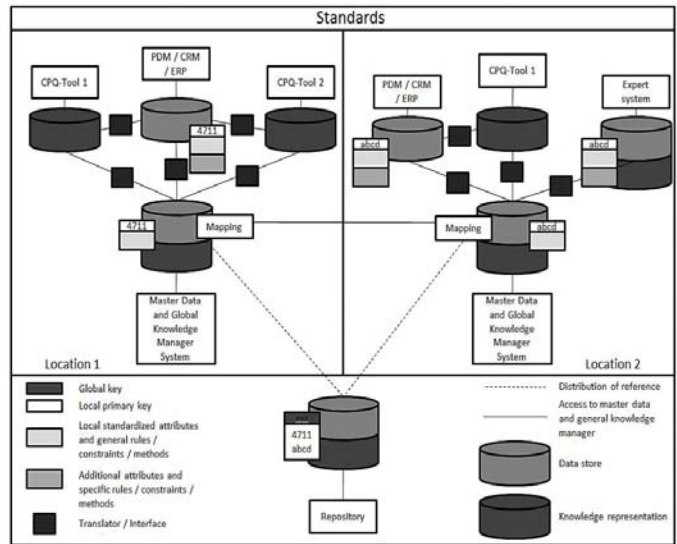 Standards
PDM / CRM
/ ERP
CPQ-Tool 1
CPQ-Tool 2
4711
4711
Mapping
Master Data
and Global
Knowledge
Manager
System
Location 1
CPQ-Tool 1
PDM / CRM
/ ERP
Expert
system
abcd
abcd
Mapping
abcd
Master Data
and Global
Knowledge
Manager
System
Location 2
Global key
Local primary key
Local standardized attributes
and general rules /
constraints / methods
Additional attributes and
specific rules / constraints /
methods
Translator / Interface
4711
abcd
Repository
Distribution of reference
Access to master data
and general knowledge
manager
Data store
Knowledge representation